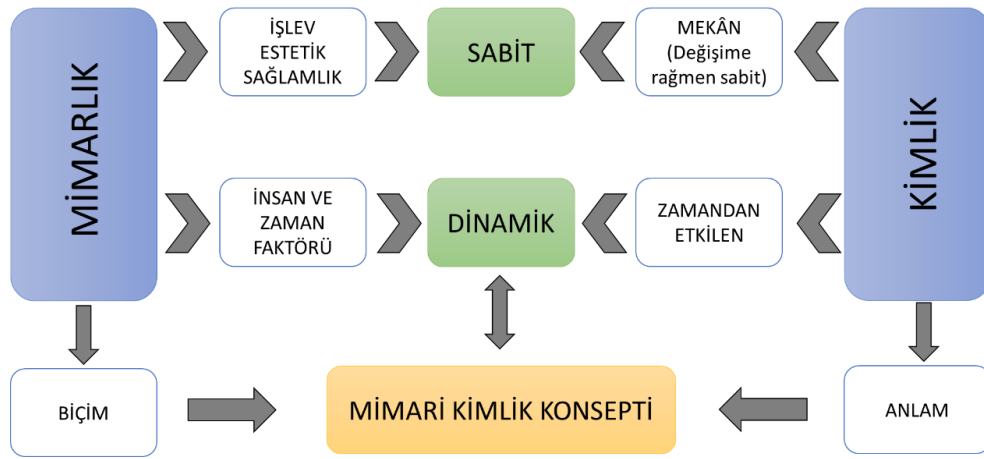 MİMARLIK
İŞLEV
ESTETİK
SAĞLAMLIK
SABİT
MEKÂN
(Değişime
rağmen sabit)
KİMLİK
İNSAN VE
ZAMAN
FAKTÖRÜ
DİNAMİK
ZAMANDAN
ETKİLEN
BİÇİM
MİMARİ KİMLİK KONSEPTİ
ANLAM